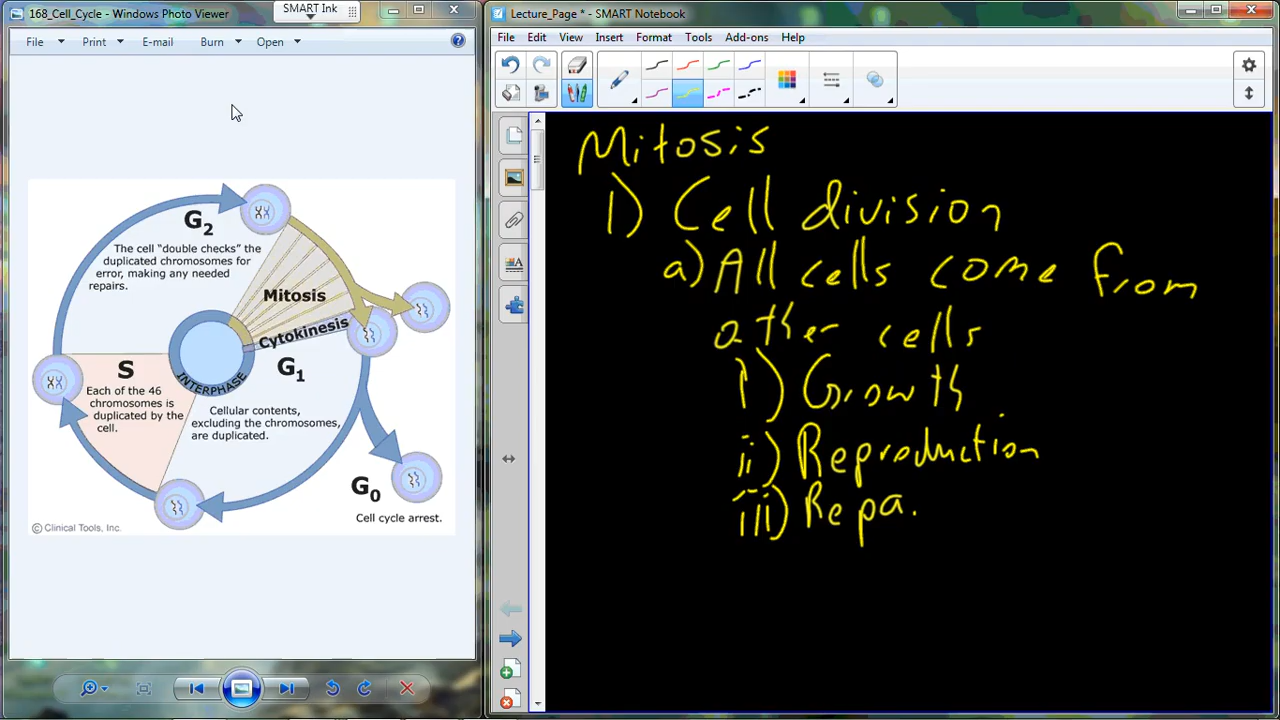 168_Cell_Cycle - Windows Photo Viewer
SMART Ink
File Print E-mail Burn Open
G2
The cell "double checks" the
duplicated chromosomes for
error, making any needed
repairs.
Mitosis
Cytokinesis
INTERPHASE
S
Each of the 46
chromosomes is
duplicated by the
cell.
G1
Cellular contents,
excluding the chromosomes,
are duplicated.
G0
Cell cycle arrest.
© Clinical Tools, Inc.
Lecture_Page * - SMART Notebook
File Edit View Insert Format Tools Add-ons Help
Mitosis
1) Cell division
a) All cells come from
other cells
i) Growth
ii) Reproduction
iii) Repa.